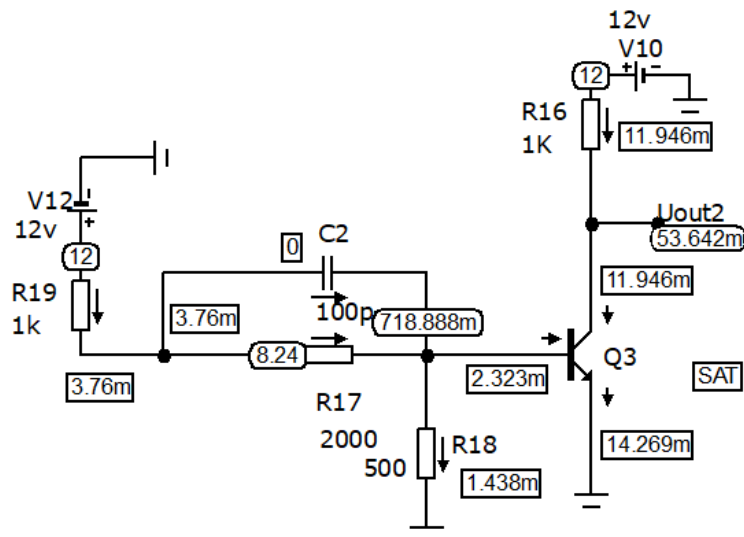 12v
V10
12
R16
1K
11.946m
V12
12v
12
Uout2
53.642m
0
C2
100p
R19
1k
3.76m
718.888m
11.946m
3.76m
8.24
2.323m
Q3
SAT
R17
2000
500
R18
1.438m
14.269m